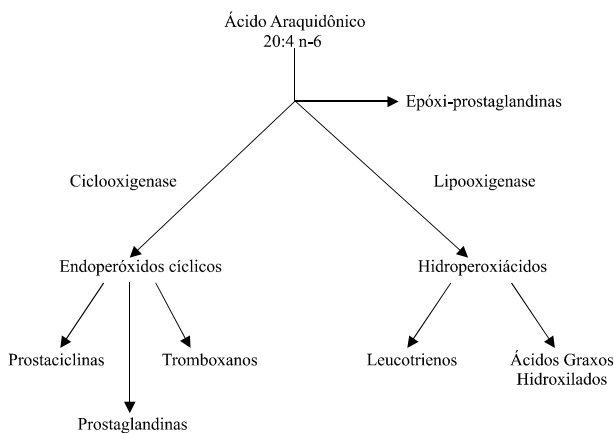 Ácido Araquidônico
20:4 n-6
Epóxi-prostaglandinas
Ciclooxigenase
Lipooxigenase
Endoperóxidos cíclicos
Hidroperoxiácidos
Prostaciclinas
Tromboxanos
Leucotrienos
Ácidos Graxos
Hidroxilados
Prostaglandinas